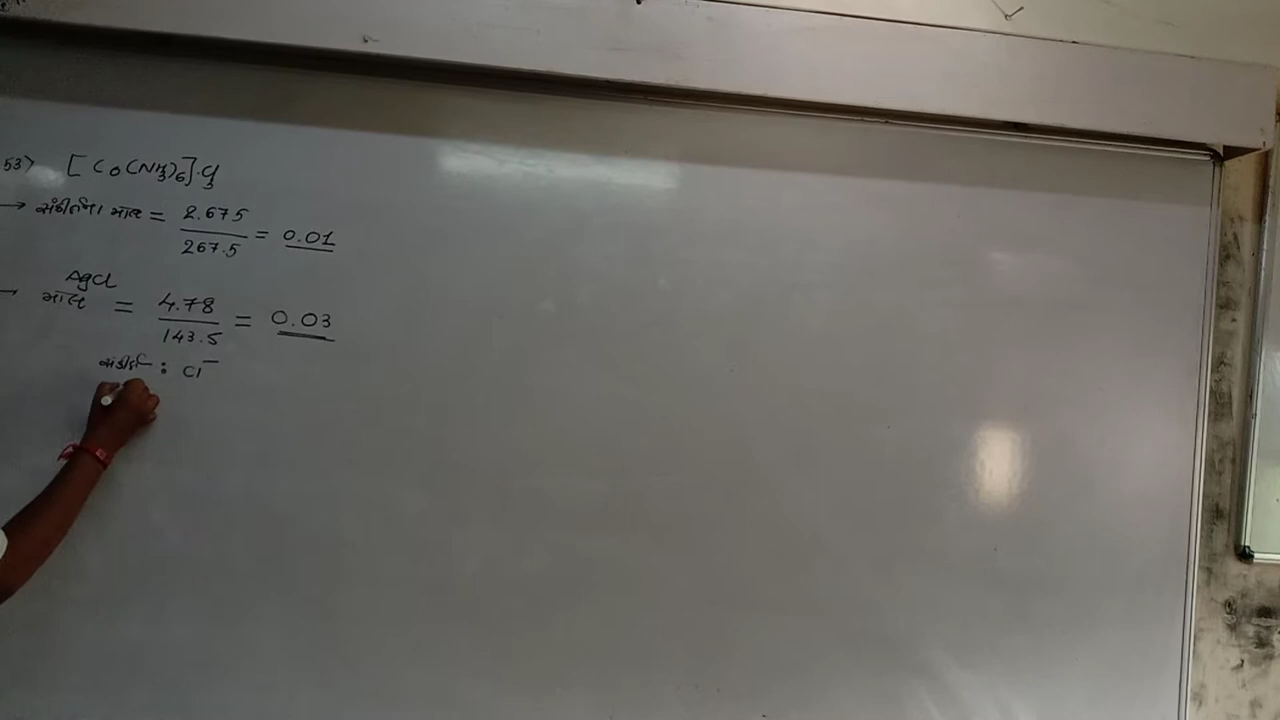 53) [Co(NH3)6].Cl3
→ સંકીર્ણના મોલ = 2.675 / 267.5 = 0.01
AgCl
→ મોલ = 4.78 / 143.5 = 0.03
સંકીર્ણ : Cl⁻